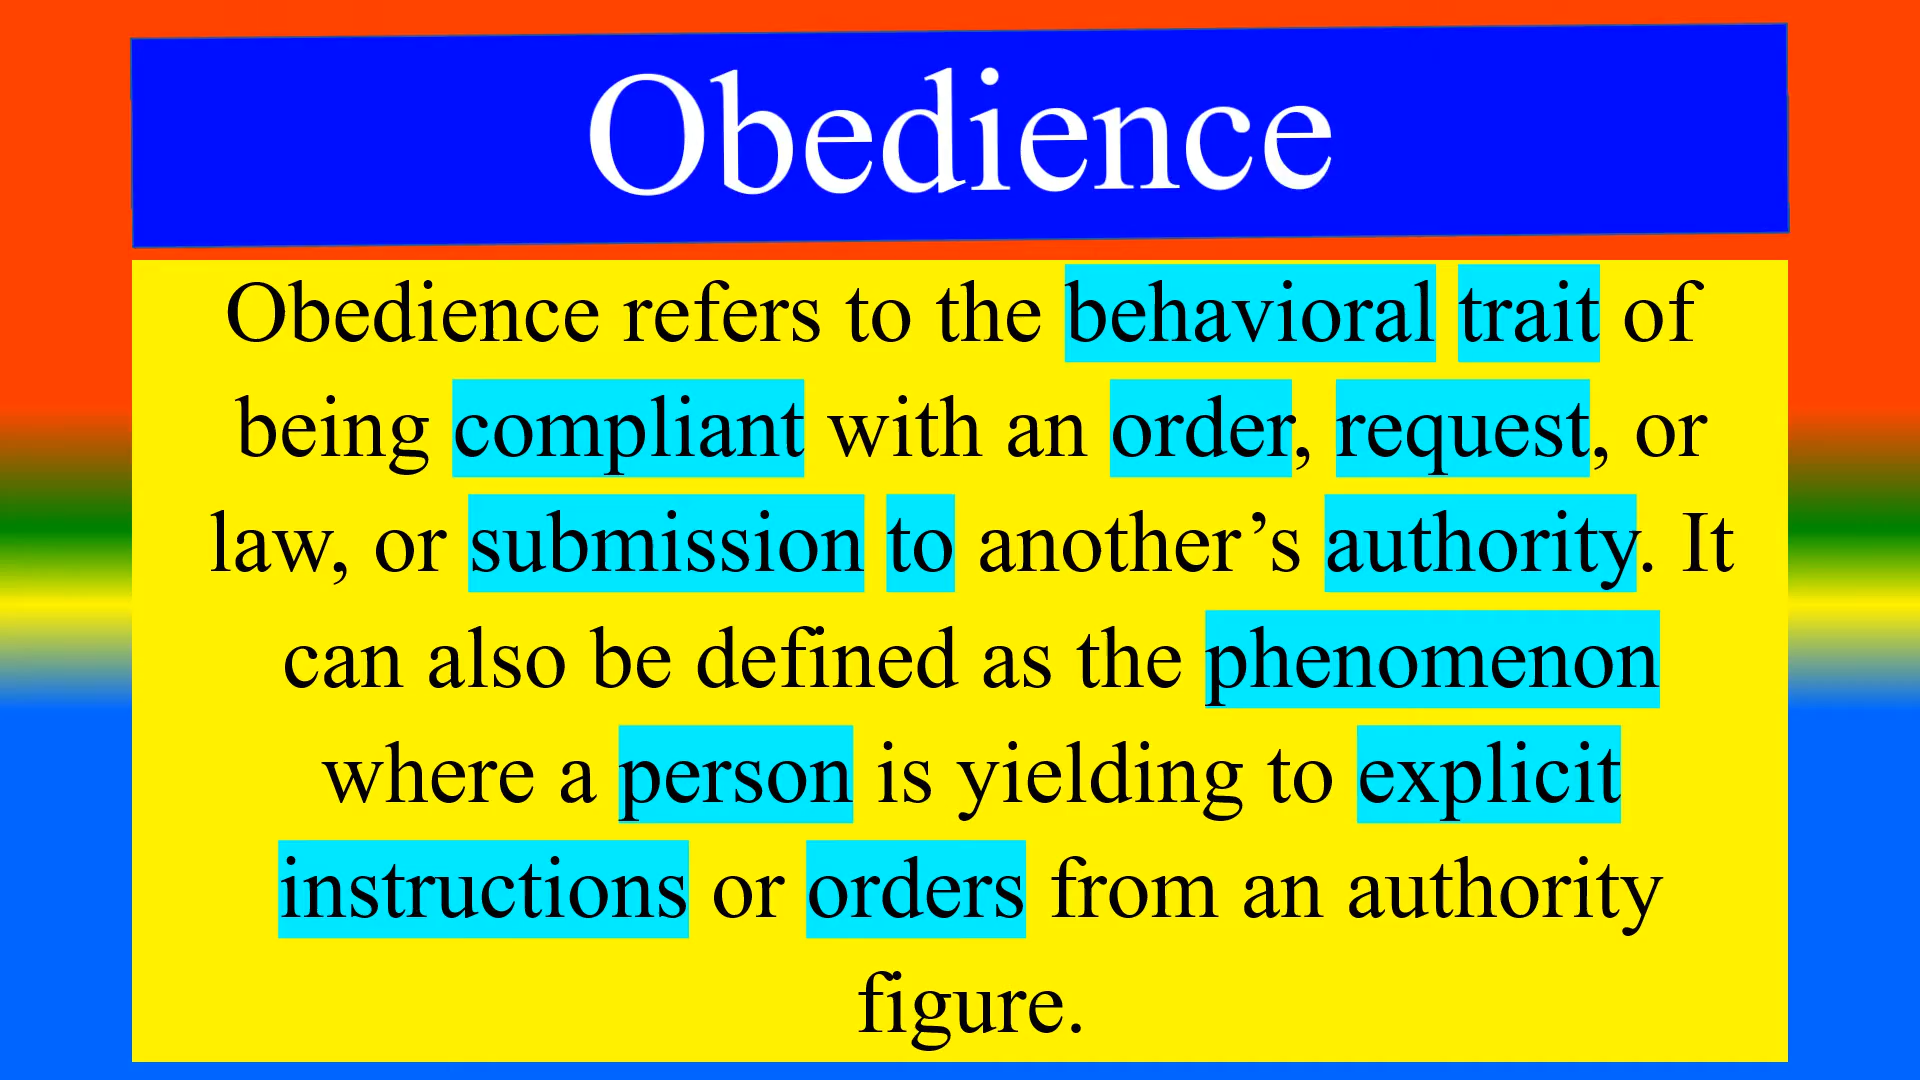 Obedience
Obedience refers to the behavioral trait of
being compliant with an order, request, or
law, or submission to another’s authority. It
can also be defined as the phenomenon
where a person is yielding to explicit
instructions or orders from an authority
figure.